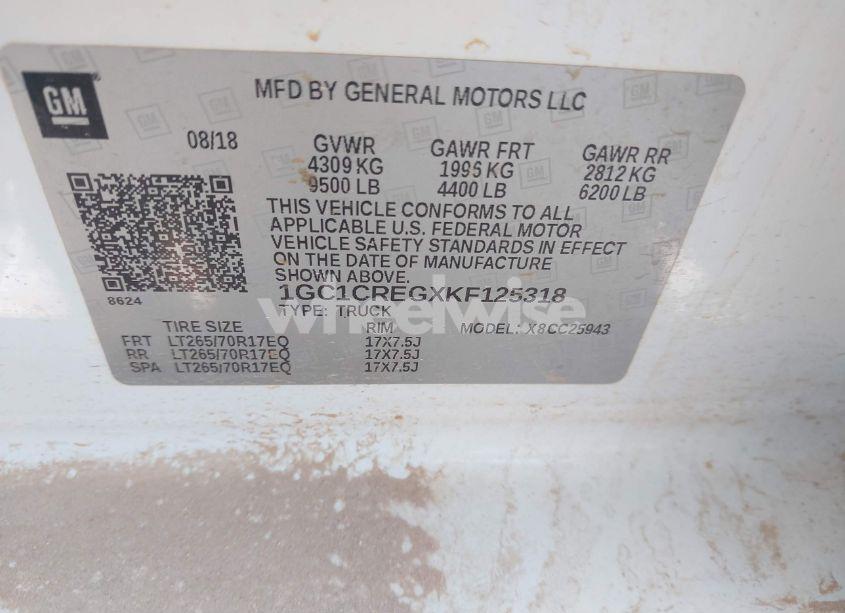 GM
MFD BY GENERAL MOTORS LLC
08/18 GVWR GAWR FRT GAWR RR
4309 KG 1995 KG 2812 KG
9500 LB 4400 LB 6200 LB
THIS VEHICLE CONFORMS TO ALL
APPLICABLE U.S. FEDERAL MOTOR
VEHICLE SAFETY STANDARDS IN EFFECT
ON THE DATE OF MANUFACTURE
SHOWN ABOVE.
8624
1GC1CREGXKF125318
wheelwise
TYPE: TRUCK
TIRE SIZE RIM MODEL: X8CC25943
FRT LT265/70R17EQ 17X7.5J
RR LT265/70R17EQ 17X7.5J
SPA LT265/70R17EQ 17X7.5J